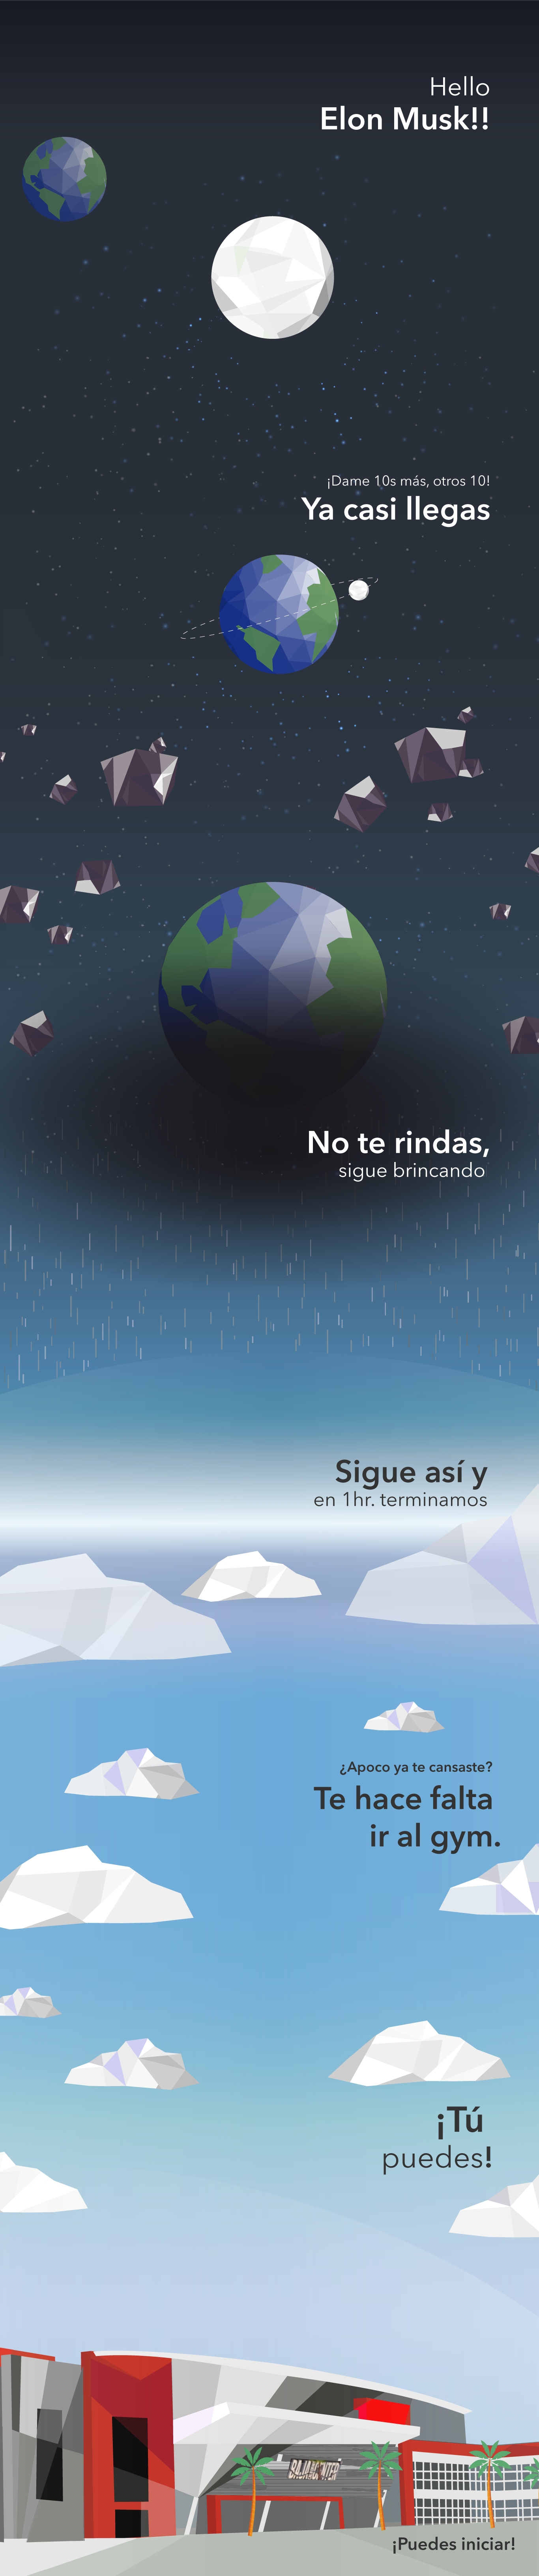 Hello
Elon Musk!!
¡Dame 10s más, otros 10!
Ya casi llegas
No te rindas,
sigue brincando
Sigue así y
en 1hr. terminamos
¿Apoco ya te cansaste?
Te hace falta
ir al gym.
¡Tú
puedes!
¡Puedes iniciar!